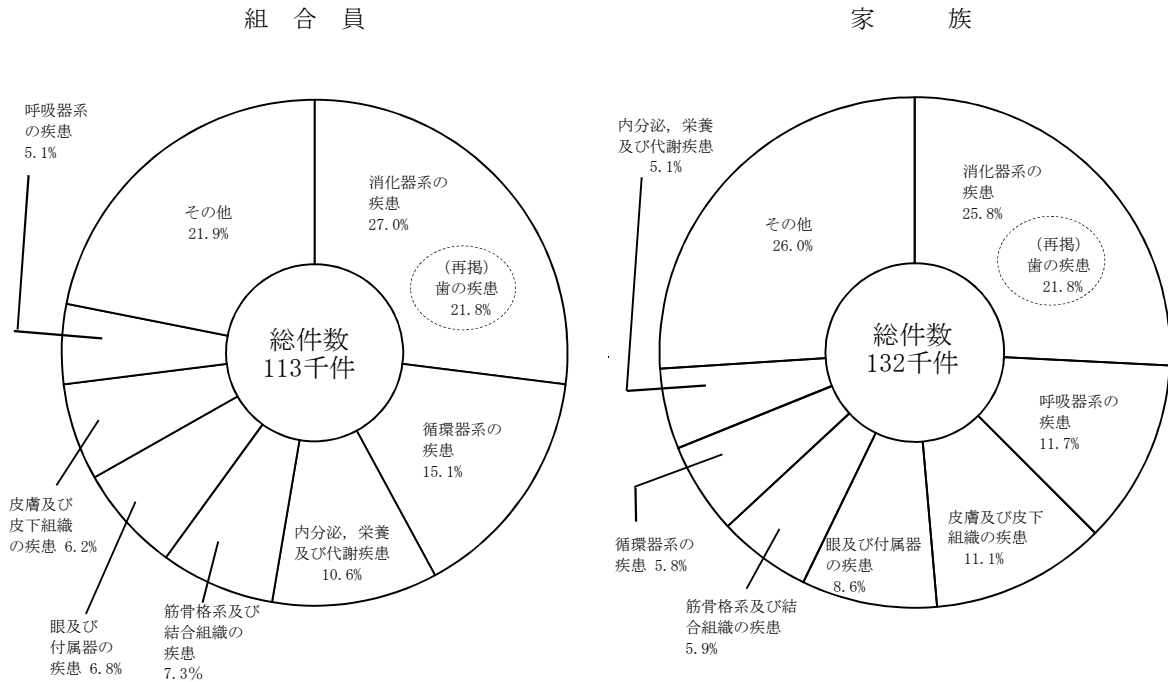 組 合 員
呼吸器系
の疾患
5.1%
その他
21.9%
消化器系の
疾患
27.0%
（再掲）
歯の疾患
21.8%
総件数
113千件
循環器系の
疾患
15.1%
内分泌，栄養
及び代謝疾患
10.6%
筋骨格系及び
結合組織の
疾患
7.3%
眼及び
付属器の
疾患 6.8%
皮膚及び
皮下組織
の疾患 6.2%
家 族
内分泌，栄養
及び代謝疾患
5.1%
その他
26.0%
消化器系の
疾患
25.8%
（再掲）
歯の疾患
21.8%
総件数
132千件
呼吸器系の
疾患
11.7%
皮膚及び皮下
組織の疾患
11.1%
眼及び付属器
の疾患
8.6%
筋骨格系及び結
合組織の疾患
5.9%
循環器系の
疾患 5.8%